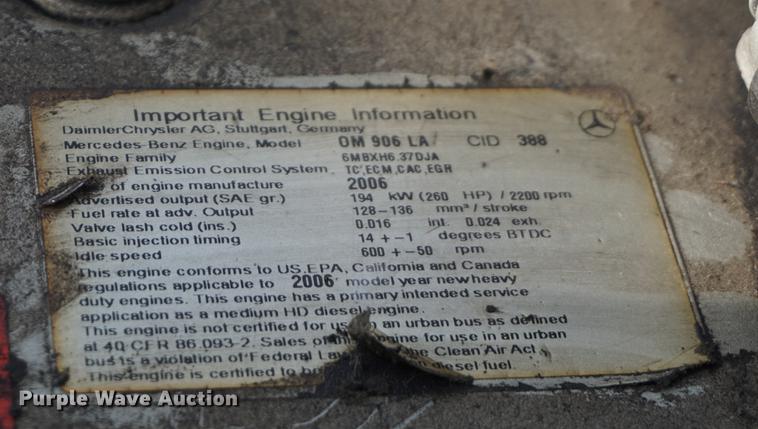 Important Engine Information
DaimlerChrysler AG, Stuttgart, Germany
Mercedes-Benz Engine, Model OM 906 LA CID 388
Engine Family 6MBXH6.37DJA
Exhaust Emission Control System TC,ECM,CAC,EGR
of engine manufacture 2006
Advertised output (SAE gr.) 194 kW (260 HP) / 2200 rpm
Fuel rate at adv. Output 128-136 mm³ / stroke
Valve lash cold (ins.) 0.016 int. 0.024 exh.
Basic injection timing 14 +-1 degrees BTDC
Idle speed 600 +-50 rpm
This engine conforms to US.EPA, California and Canada
regulations applicable to 2006 model year new heavy
duty engines. This engine has a primary intended service
application as a medium HD diesel engine.
This engine is not certified for use in an urban bus as defined
at 40 CFR 86.093-2. Sales of this engine for use in an urban
bus is a violation of Federal Law the Clean Air Act.
This engine is certified to diesel fuel.
Purple Wave Auction